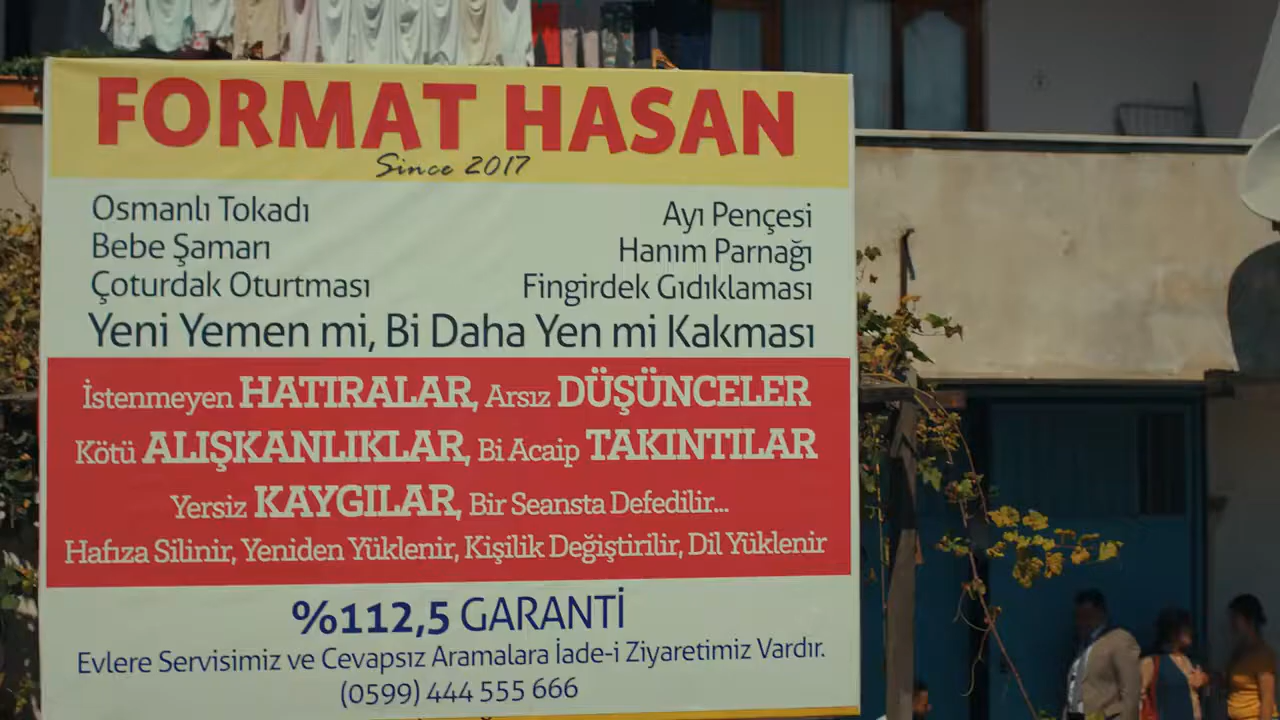 FORMAT HASAN
Since 2017
Osmanlı Tokadı
Bebe Şamarı
Çoturdak Oturtması
Ayı Pençesi
Hanım Parnağı
Fingirdek Gıdıklaması
Yeni Yemen mi, Bi Daha Yen mi Kakması
İstenmeyen HATIRALAR, Arsız DÜŞÜNCELER
Kötü ALIŞKANLIKLAR, Bi Acaip TAKINTILAR
Yersiz KAYGILAR, Bir Seansta Defedilir...
Hafıza Silinir, Yeniden Yüklenir, Kişilik Değiştirilir, Dil Yüklenir
%112,5 GARANTİ
Evlere Servisimiz ve Cevapsız Aramalara İade-i Ziyaretimiz Vardır.
(0599) 444 555 666